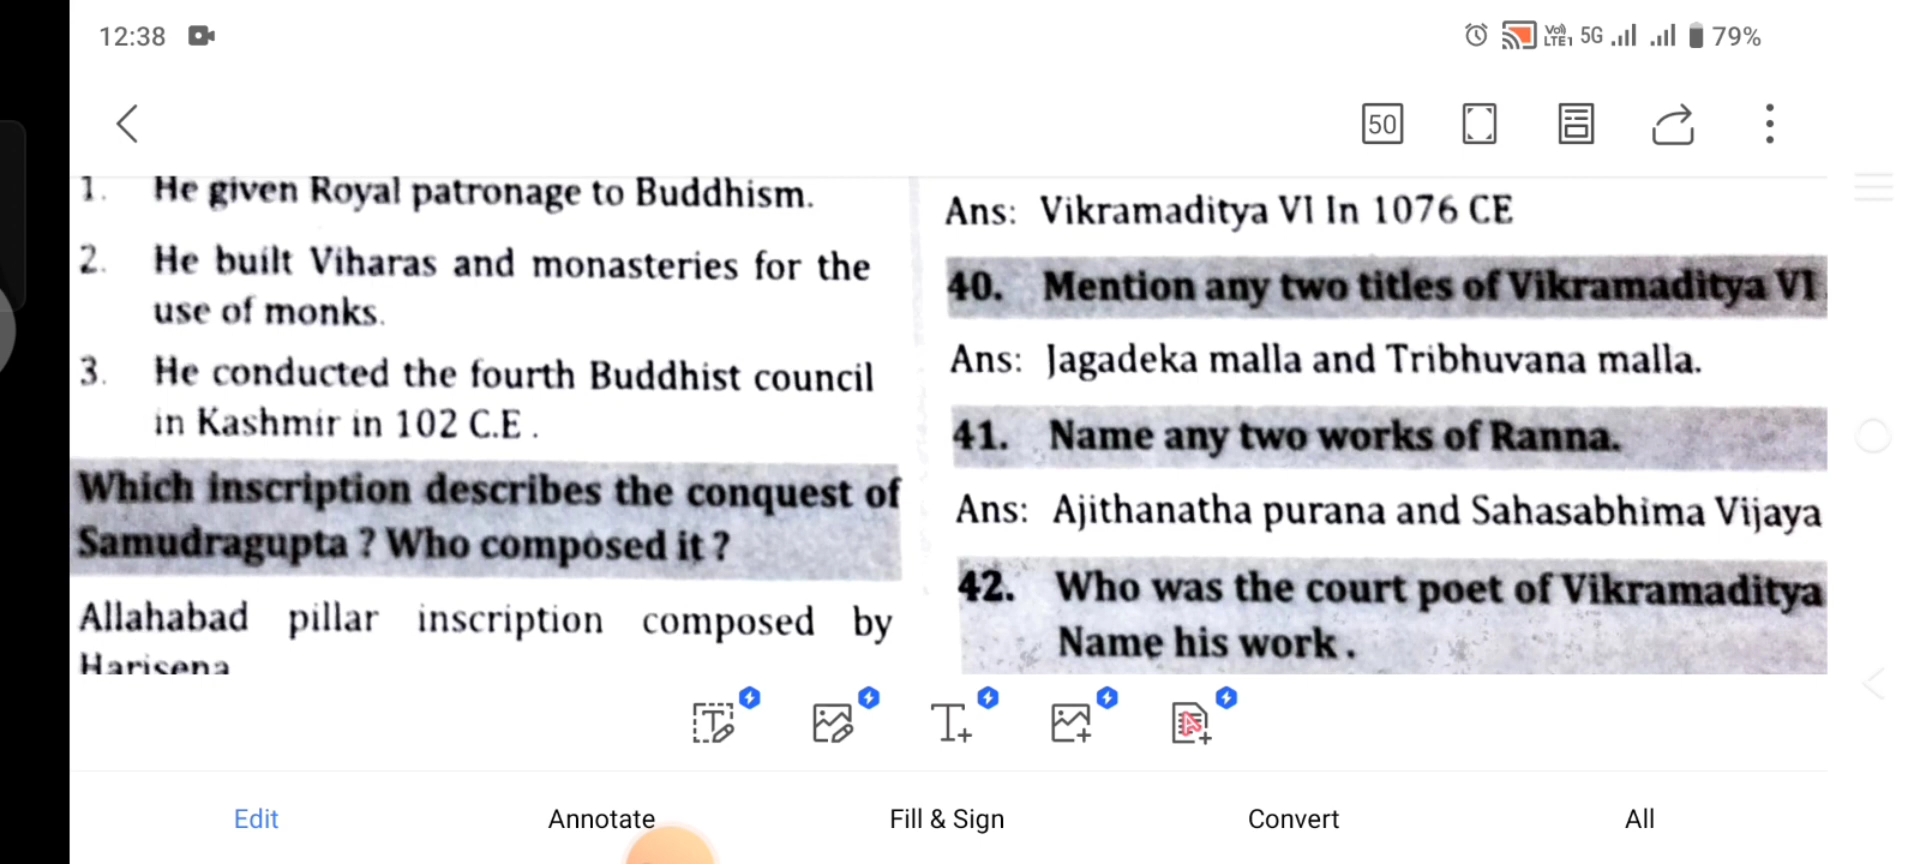 12:38
Vo) LTE1 5G 79%
50
1. He given Royal patronage to Buddhism.
2. He built Viharas and monasteries for the
use of monks.
3. He conducted the fourth Buddhist council
in Kashmir in 102 C.E .
Which inscription describes the conquest of
Samudragupta ? Who composed it ?
Allahabad pillar inscription composed by
Harisena
Ans: Vikramaditya VI In 1076 CE
40. Mention any two titles of Vikramaditya VI
Ans: Jagadeka malla and Tribhuvana malla.
41. Name any two works of Ranna.
Ans: Ajithanatha purana and Sahasabhima Vijaya
42. Who was the court poet of Vikramaditya
Name his work .
Edit Annotate Fill & Sign Convert All